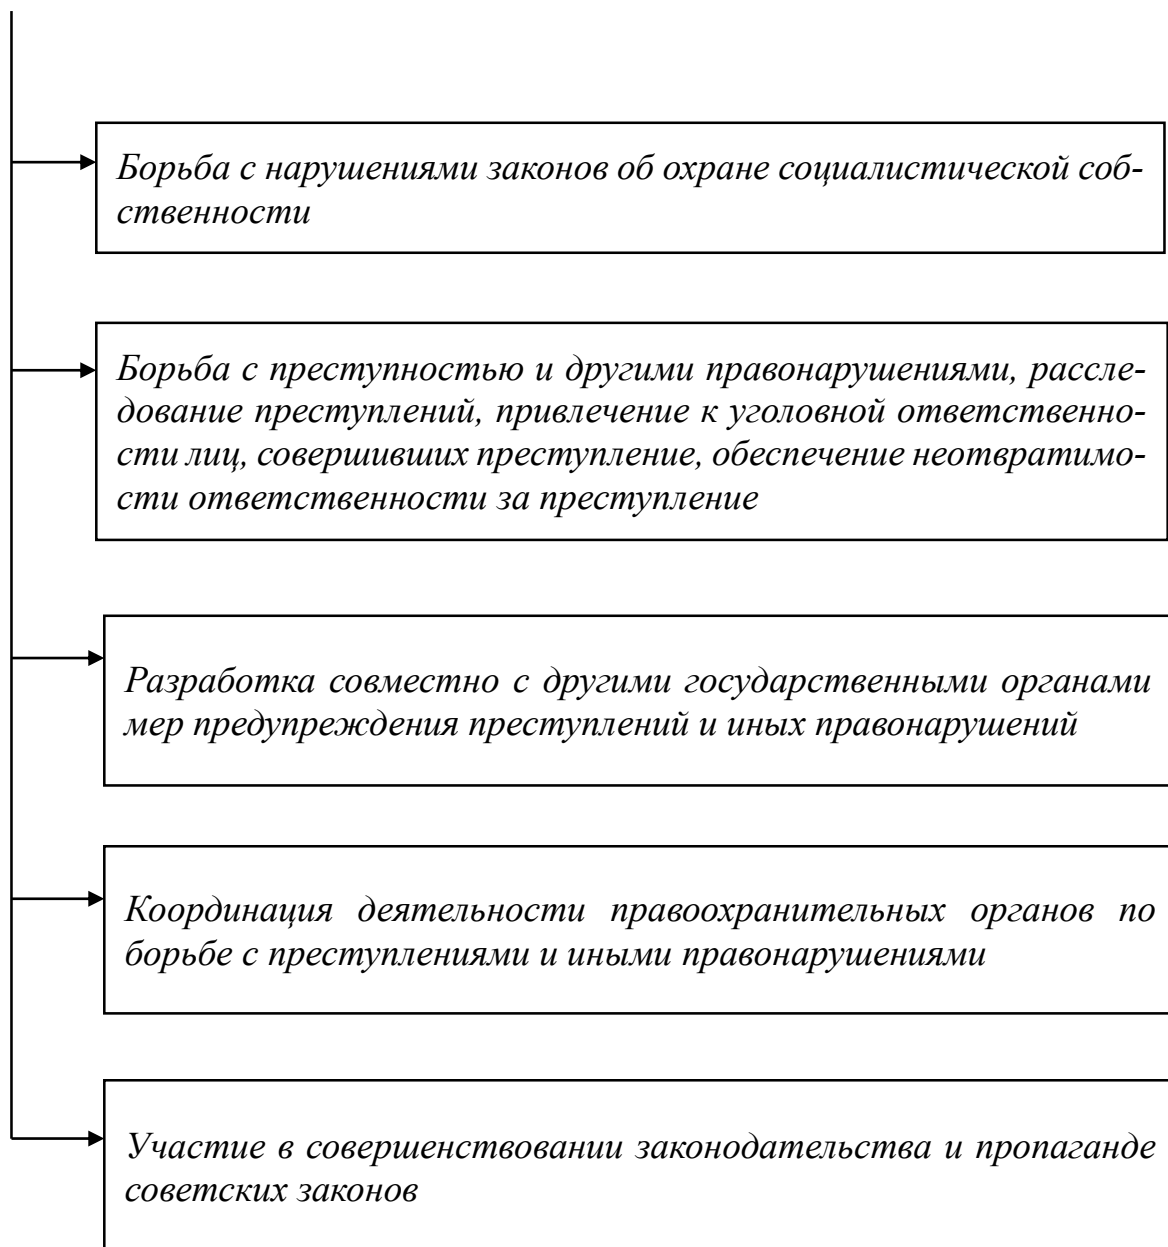 Борьба с нарушениями законов об охране социалистической соб-
ственности
Борьба с преступностью и другими правонарушениями, рассле-
дование преступлений, привлечение к уголовной ответственно-
сти лиц, совершивших преступление, обеспечение неотвратимо-
сти ответственности за преступление
Разработка совместно с другими государственными органами
мер предупреждения преступлений и иных правонарушений
Координация деятельности правоохранительных органов по
борьбе с преступлениями и иными правонарушениями
Участие в совершенствовании законодательства и пропаганде
советских законов